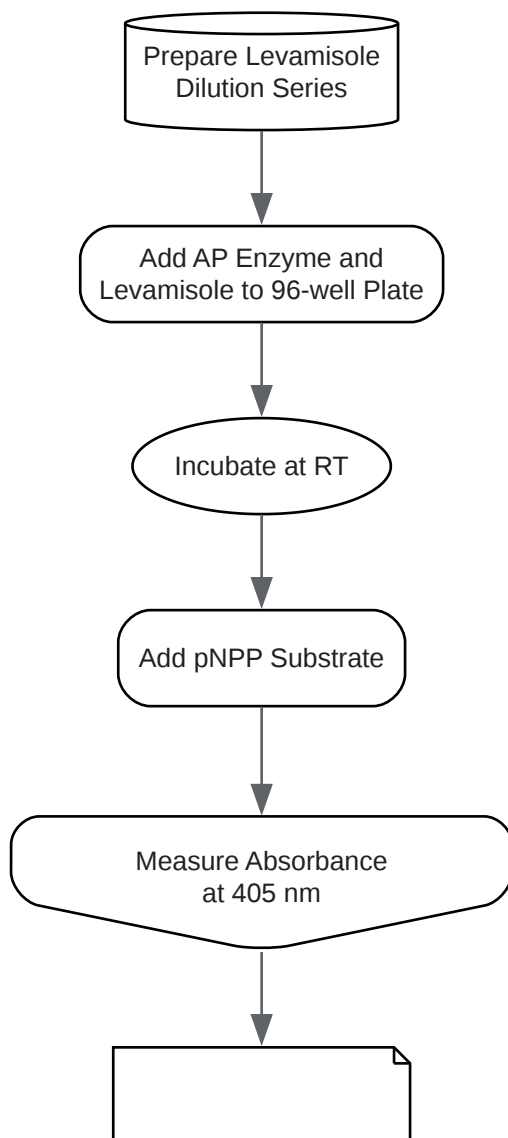 Prepare Levamisole
Dilution Series
Add AP Enzyme and
Levamisole to 96-well Plate
Incubate at RT
Add pNPP Substrate
Measure Absorbance
at 405 nm